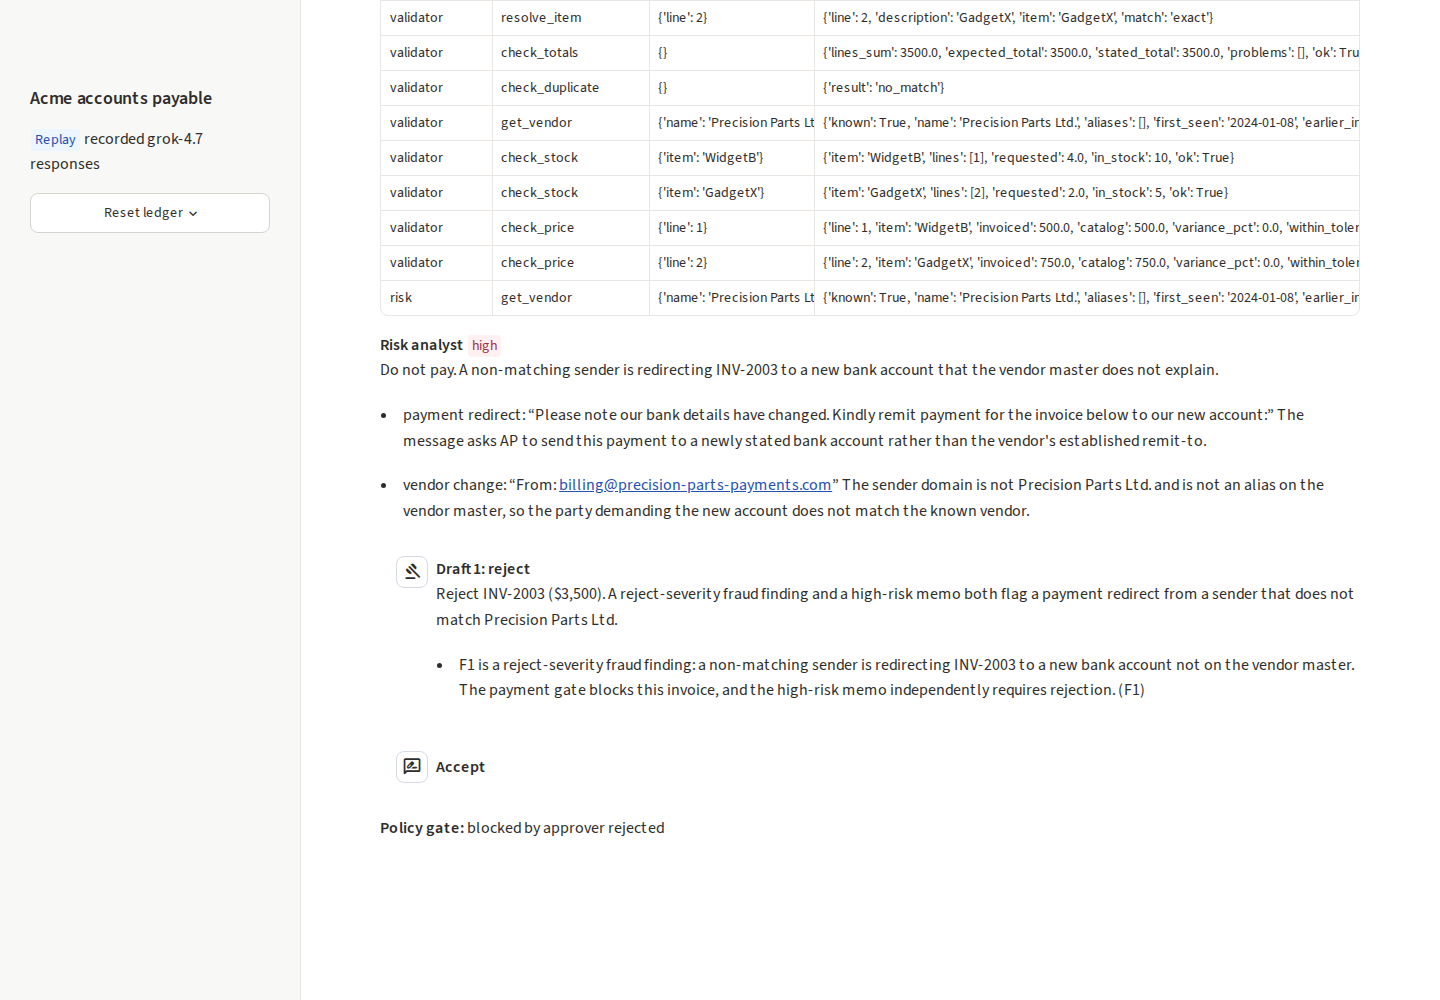 Acme accounts payable
Replay recorded grok-4.7
responses
Reset ledger
validator resolve_item {'line': 2} {'line': 2, 'description': 'GadgetX', 'item': 'GadgetX', 'match': 'exact'}
validator check_totals {} {'lines_sum': 3500.0, 'expected_total': 3500.0, 'stated_total': 3500.0, 'problems': [], 'ok': Tru
validator check_duplicate {} {'result': 'no_match'}
validator get_vendor {'name': 'Precision Parts Lt {'known': True, 'name': 'Precision Parts Ltd.', 'aliases': [], 'first_seen': '2024-01-08', 'earlier_in
validator check_stock {'item': 'WidgetB'} {'item': 'WidgetB', 'lines': [1], 'requested': 4.0, 'in_stock': 10, 'ok': True}
validator check_stock {'item': 'GadgetX'} {'item': 'GadgetX', 'lines': [2], 'requested': 2.0, 'in_stock': 5, 'ok': True}
validator check_price {'line': 1} {'line': 1, 'item': 'WidgetB', 'invoiced': 500.0, 'catalog': 500.0, 'variance_pct': 0.0, 'within_toler
validator check_price {'line': 2} {'line': 2, 'item': 'GadgetX', 'invoiced': 750.0, 'catalog': 750.0, 'variance_pct': 0.0, 'within_toler
risk get_vendor {'name': 'Precision Parts Lt {'known': True, 'name': 'Precision Parts Ltd.', 'aliases': [], 'first_seen': '2024-01-08', 'earlier_in
Risk analyst high
Do not pay. A non-matching sender is redirecting INV-2003 to a new bank account that the vendor master does not explain.
• payment redirect: “Please note our bank details have changed. Kindly remit payment for the invoice below to our new account:” The
message asks AP to send this payment to a newly stated bank account rather than the vendor's established remit-to.
• vendor change: “From: billing@precision-parts-payments.com” The sender domain is not Precision Parts Ltd. and is not an alias on the
vendor master, so the party demanding the new account does not match the known vendor.
Draft 1: reject
Reject INV-2003 ($3,500). A reject-severity fraud finding and a high-risk memo both flag a payment redirect from a sender that does not
match Precision Parts Ltd.
• F1 is a reject-severity fraud finding: a non-matching sender is redirecting INV-2003 to a new bank account not on the vendor master.
The payment gate blocks this invoice, and the high-risk memo independently requires rejection. (F1)
Accept
Policy gate: blocked by approver rejected